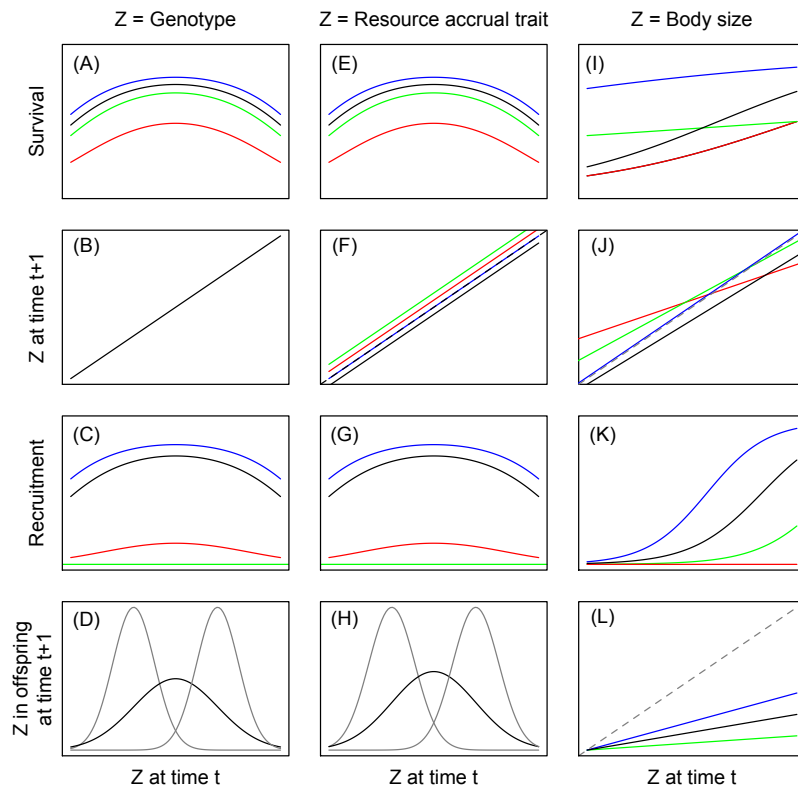 Z = Genotype
Z = Resource accrual trait
Z = Body size
Survival
(A)
(E)
(I)
Z at time t+1
(B)
(F)
(J)
Recruitment
(C)
(G)
(K)
Z in offspring
at time t+1
(D)
(H)
(L)
Z at time t
Z at time t
Z at time t